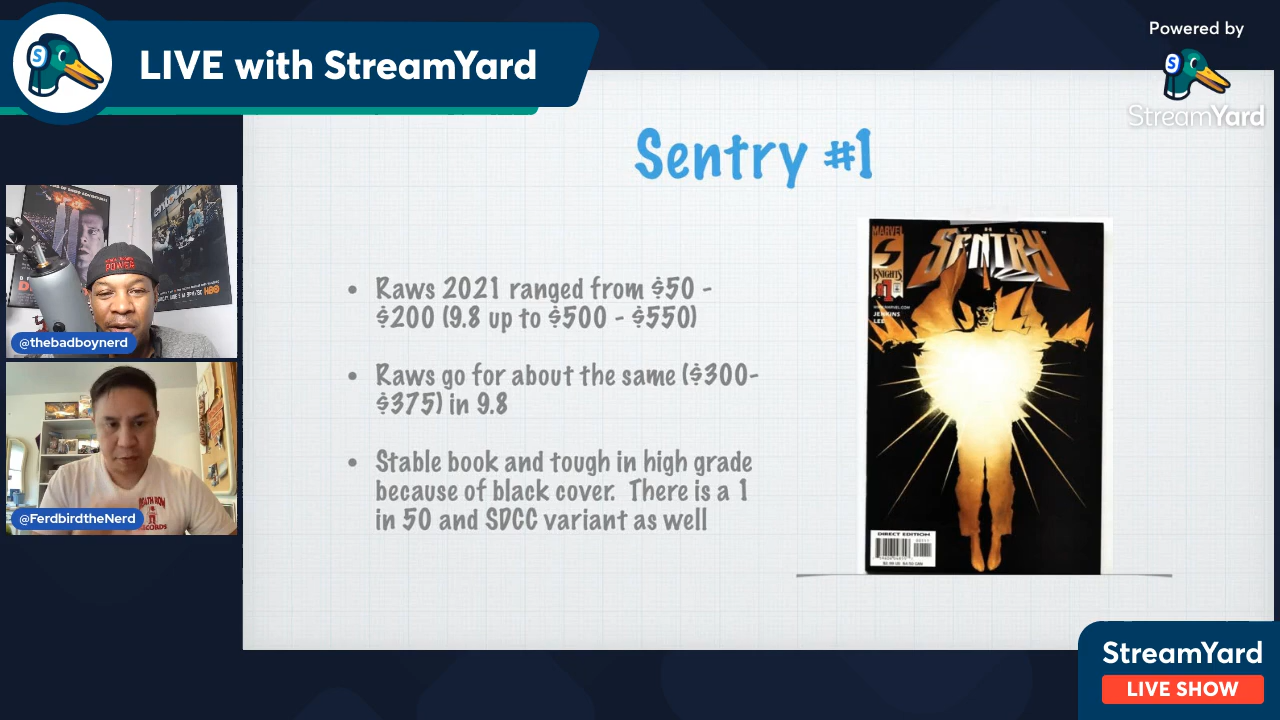 LIVE with StreamYard
Powered by
StreamYard
Sentry #1
• Raws 2021 ranged from $50 -
$200 (9.8 up to $500 - $550)
• Raws go for about the same ($300-
$375) in 9.8
• Stable book and tough in high grade
because of black cover. There is a 1
in 50 and SDCC variant as well
MARVEL
KNIGHTS
THE
SENTRY
JENKINS
LEE
DIRECT EDITION
POWER
HBO
@thebadboynerd
DEATH ROW
RECORDS
@FerdbirdtheNerd
StreamYard
LIVE SHOW